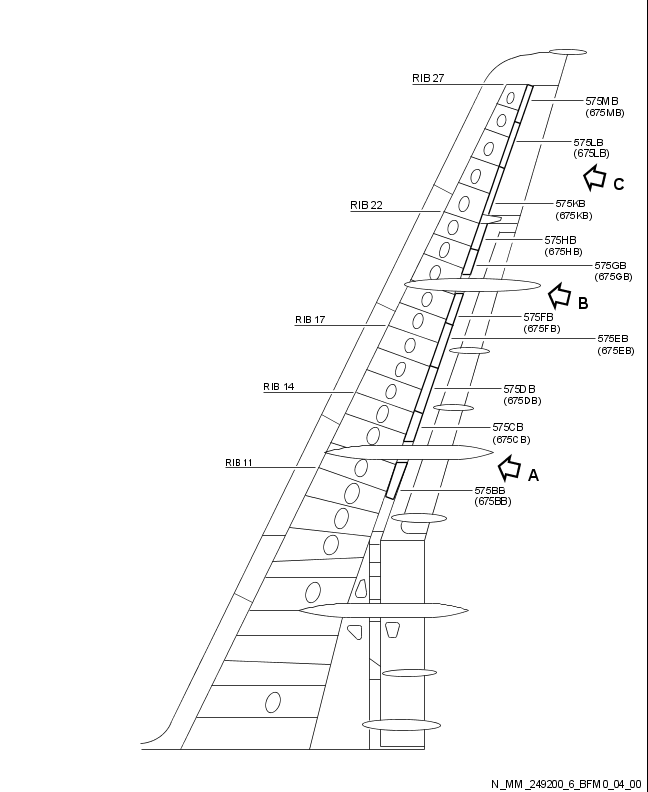 RIB 27
575MB
(675MB)
575LB
(675LB)
C
RIB 22
575KB
(675KB)
575HB
(675HB)
575GB
(675GB)
B
RIB 17
575FB
(675FB)
575EB
(675EB)
RIB 14
575DB
(675DB)
575CB
(675CB)
RIB 11
A
575BB
(675BB)
N_MM_249200_6_BFM0_04_00